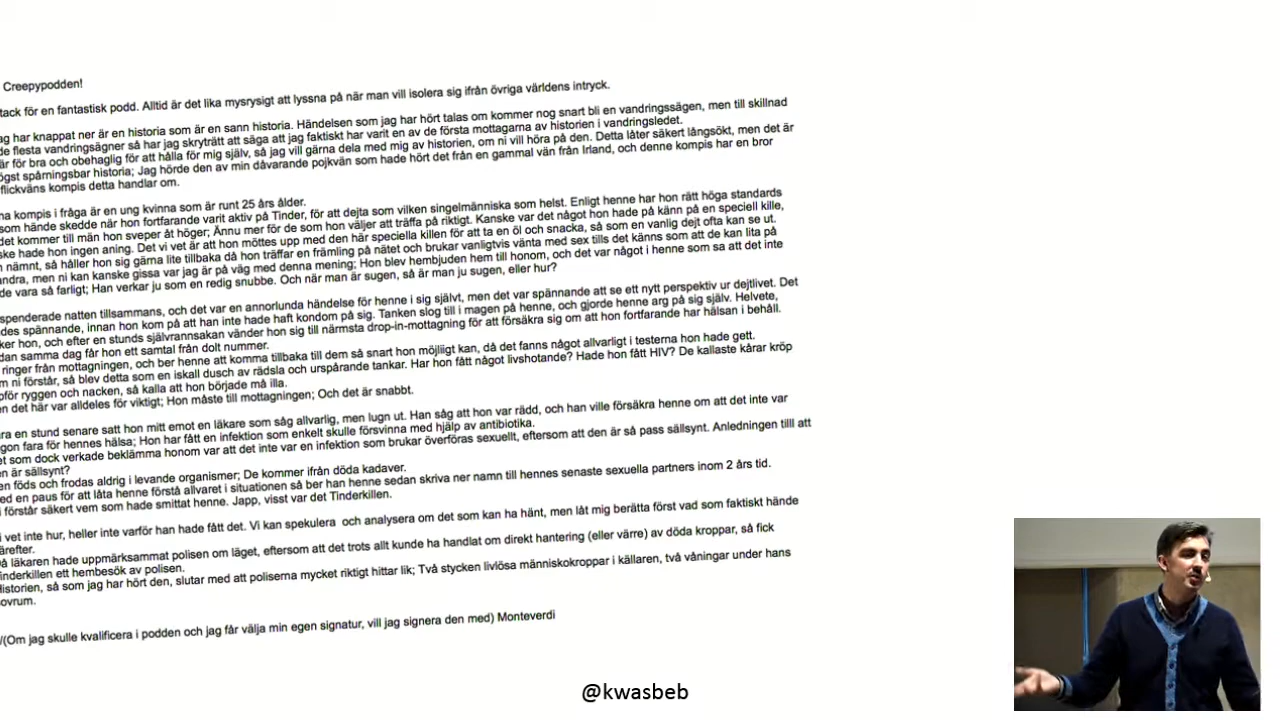 Creepypodden!
tack för en fantastisk podd. Alltid är det lika mysrysigt att lyssna på när man vill isolera sig ifrån övriga världens intryck.
ag har knappat ner är en historia som är en sann historia. Händelsen som jag har hört talas om kommer nog snart bli en vandringssägen, men till skillnad
de flesta vandringsägner så har jag skryträtt att säga att jag faktiskt har varit en av de första mottagarna av historien i vandringsledet.
är för bra och obehaglig för att hålla för mig själv, så jag vill gärna dela med mig av historien, om ni vill höra på den. Detta låter säkert långsökt, men det är
ögst spårningsbar historia; Jag hörde den av min dåvarande pojkvän som hade hört det från en gammal vän från Irland, och denne kompis har en bror
flickväns kompis detta handlar om.
na kompis i fråga är en ung kvinna som är runt 25 års ålder.
som hände skedde när hon fortfarande varit aktiv på Tinder, för att dejta som vilken singelmänniska som helst. Enligt henne har hon rätt höga standards
det kommer till män hon sveper åt höger; Ännu mer för de som hon väljer att träffa på riktigt. Kanske var det något hon hade på känn på en speciell kille,
ske hade hon ingen aning. Det vi vet är att hon möttes upp med den här speciella killen för att ta en öl och snacka, så som en vanlig dejt ofta kan se ut.
n nämnt, så håller hon sig gärna lite tillbaka då hon träffar en främling på nätet och brukar vanligtvis vänta med sex tills det känns som att de kan lita på
andra, men ni kan kanske gissa var jag är på väg med denna mening; Hon blev hembjuden hem till honom, och det var något i henne som sa att det inte
de vara så farligt; Han verkar ju som en redig snubbe. Och när man är sugen, så är man ju sugen, eller hur?
spenderade natten tillsammans, och det var en annorlunda händelse för henne i sig självt, men det var spännande att se ett nytt perspektiv ur dejtlivet. Det
des spännande, innan hon kom på att han inte hade haft kondom på sig. Tanken slog till i magen på henne, och gjorde henne arg på sig själv. Helvete,
ker hon, och efter en stunds självrannsakan vänder hon sig till närmsta drop-in-mottagning för att försäkra sig om att hon fortfarande har hälsan i behåll.
dan samma dag får hon ett samtal från dolt nummer.
ringer från mottagningen, och ber henne att komma tillbaka till dem så snart hon möjliigt kan, då det fanns något allvarligt i testerna hon hade gett.
m ni förstår, så blev detta som en iskall dusch av rädsla och urspårande tankar. Har hon fått något livshotande? Hade hon fått HIV? De kallaste kårar kröp
pför ryggen och nacken, så kalla att hon började må illa.
en det här var alldeles för viktigt; Hon måste till mottagningen; Och det är snabbt.
ra en stund senare satt hon mitt emot en läkare som såg allvarlig, men lugn ut. Han såg att hon var rädd, och han ville försäkra henne om att det inte var
gon fara för hennes hälsa; Hon har fått en infektion som enkelt skulle försvinna med hjälp av antibiotika.
et som dock verkade beklämma honom var att det inte var en infektion som brukar överföras sexuellt, eftersom att den är så pass sällsynt. Anledningen tilll att
en är sällsynt?
en föds och frodas aldrig i levande organismer; De kommer ifrån döda kadaver.
ed en paus för att låta henne förstå allvaret i situationen så ber han henne sedan skriva ner namn till hennes senaste sexuella partners inom 2 års tid.
i förstår säkert vem som hade smittat henne. Japp, visst var det Tinderkillen.
i vet inte hur, heller inte varför han hade fått det. Vi kan spekulera och analysera om det som kan ha hänt, men låt mig berätta först vad som faktiskt hände
ärefter.
å läkaren hade uppmärksammat polisen om läget, eftersom att det trots allt kunde ha handlat om direkt hantering (eller värre) av döda kroppar, så fick
inderkillen ett hembesök av polisen.
Historien, så som jag har hört den, slutar med att poliserna mycket riktigt hittar lik; Två stycken livlösa människokroppar i källaren, två våningar under hans
ovrum.
/(Om jag skulle kvalificera i podden och jag får välja min egen signatur, vill jag signera den med) Monteverdi
@kwasbeb